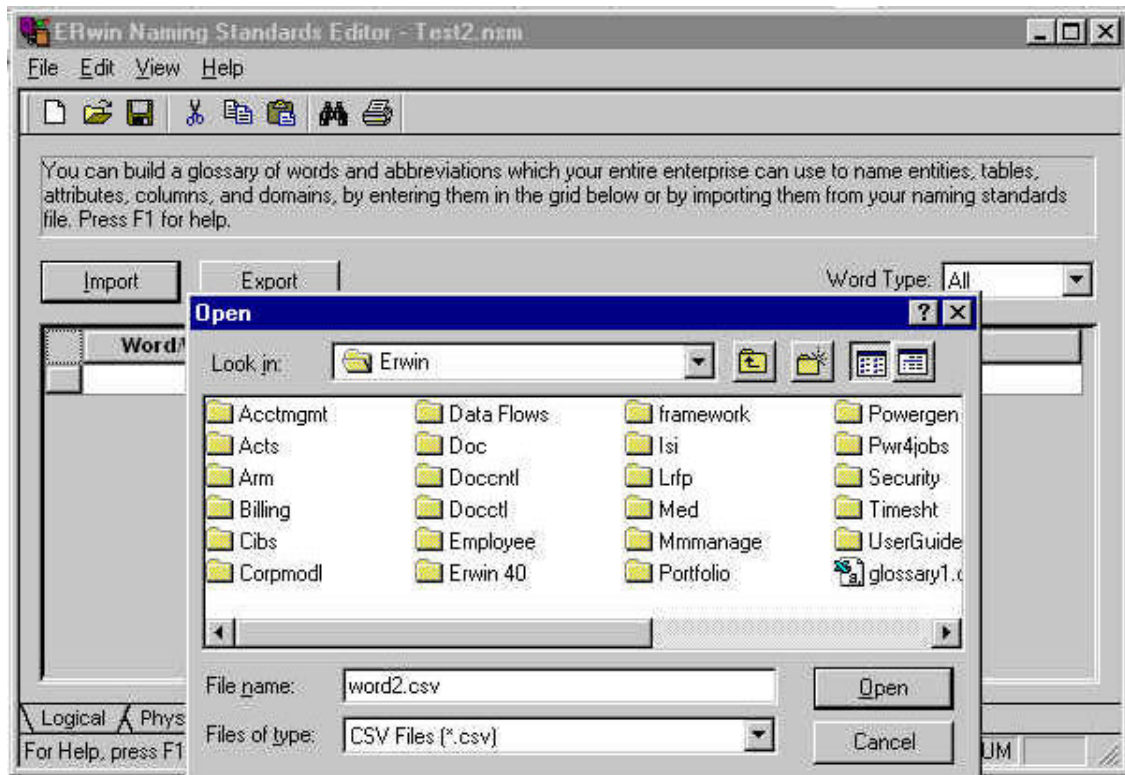 ERwin Naming Standards Editor - Test2.nsm
File Edit View Help
You can build a glossary of words and abbreviations which your entire enterprise can use to name entities, tables,
attributes, columns, and domains, by entering them in the grid below or by importing them from your naming standards
file. Press F1 for help.
Import Export Word Type: All
Open
Word/
Look in: Erwin
Acctmgmt Data Flows framework Powergen
Acts Doc Isi Pwr4jobs
Arm Doccntl Lrfp Security
Billing Docctl Med Timesht
Cibs Employee Mmmanage UserGuide
Corpmodl Erwin 40 Portfolio glossary1.c
File name: word2.csv Open
Logical Phys
Files of type: CSV Files (*.csv) Cancel
For Help, press F1 UM